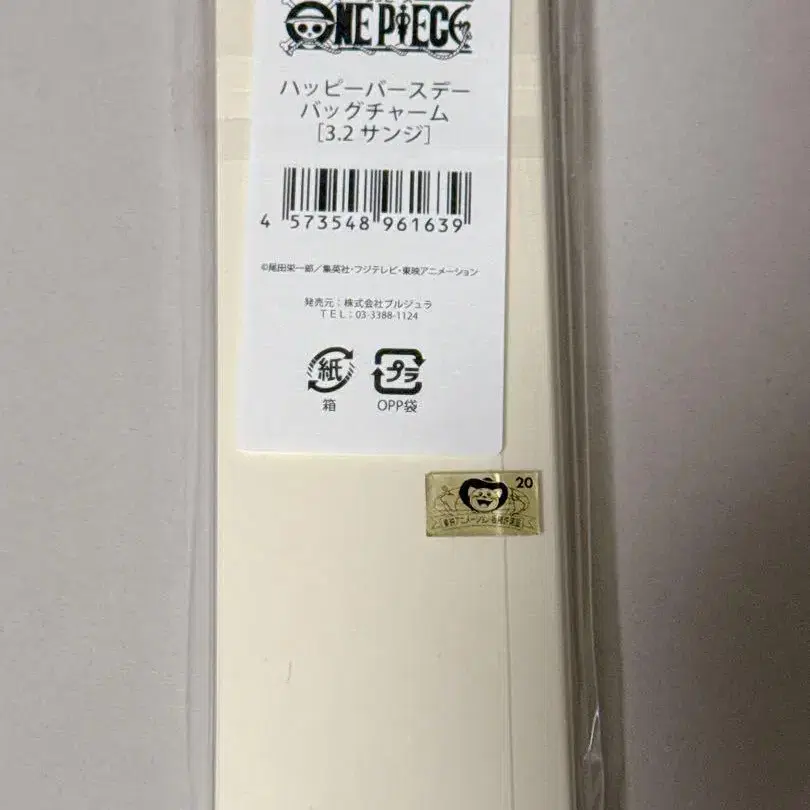 ONE PIECE
ハッピーバースデー
バッグチャーム
[3.2 サンジ]
4 573548 961639
©尾田栄一郎／集英社・フジテレビ・東映アニメーション
発売元：株式会社ブルジュラ
TEL：03-3388-1124
紙
プラ
箱
OPP袋
20